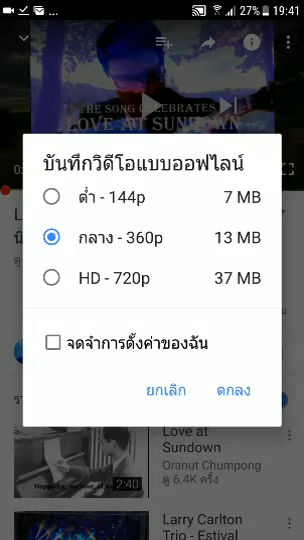 27% 19:41
THE SONG CELEBRATES
LOVE AT SUNDOWN
บันทึกวิดีโอแบบออฟไลน์
ต่ำ - 144p 7 MB
กลาง - 360p 13 MB
HD - 720p 37 MB
จดจำการตั้งค่าของฉัน
ยกเลิก ตกลง
Love at
Sundown
Oranut Chumpong
ดู 6.4K ครั้ง
2:40
Larry Carlton
Trio - Estival